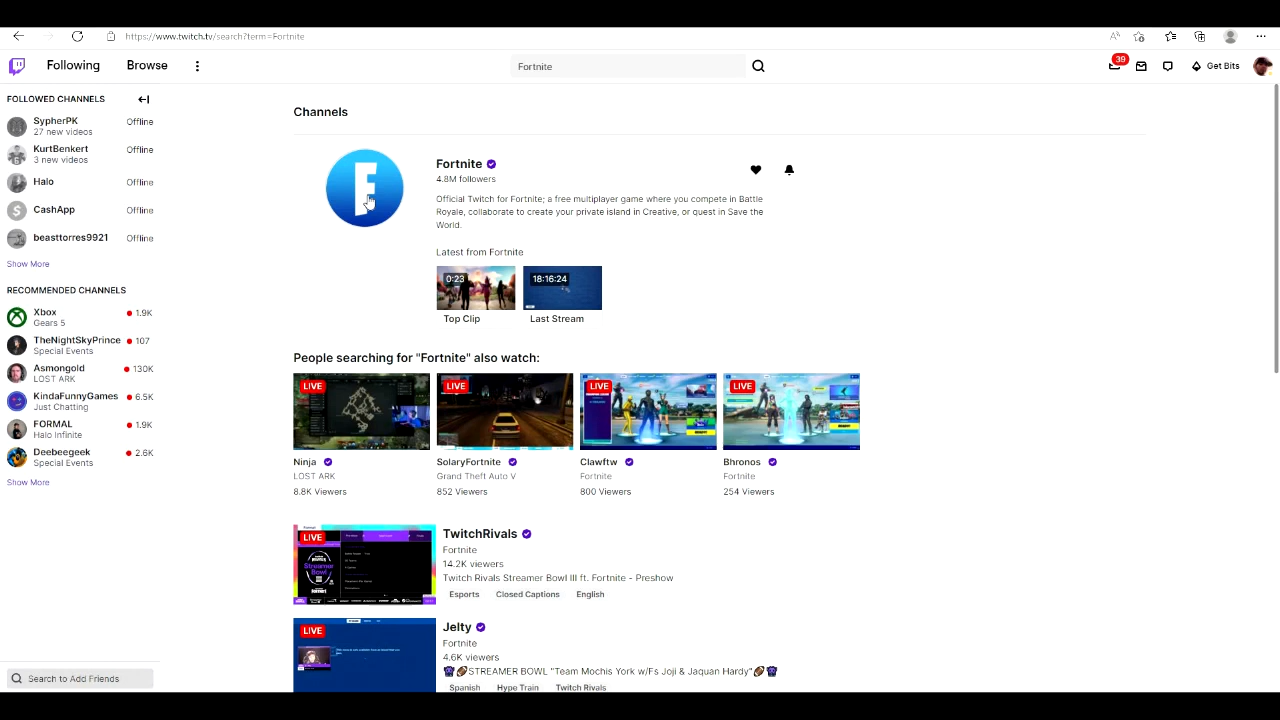 https://www.twitch.tv/search?term=Fortnite
Following
Browse
Fortnite
39
Get Bits
FOLLOWED CHANNELS
SypherPK
Offline
27 new videos
KurtBenkert
Offline
3 new videos
Halo
Offline
CashApp
Offline
beasttorres9921
Offline
Show More
RECOMMENDED CHANNELS
Xbox
1.9K
Gears 5
TheNightSkyPrince
107
Special Events
Asmongold
130K
LOST ARK
KindaFunnyGames
6.5K
Just Chatting
FORMAL
1.9K
Halo Infinite
Deebeegeek
2.6K
Special Events
Show More
Search to Add Friends
Channels
Fortnite
4.8M followers
Official Twitch for Fortnite; a free multiplayer game where you compete in Battle
Royale, collaborate to create your private island in Creative, or quest in Save the
World.
Latest from Fortnite
0:23
18:16:24
Top Clip
Last Stream
People searching for "Fortnite" also watch:
LIVE
LIVE
LIVE
LIVE
Ninja
SolaryFortnite
Clawftw
Bhronos
LOST ARK
Grand Theft Auto V
Fortnite
Fortnite
8.8K Viewers
852 Viewers
800 Viewers
254 Viewers
LIVE
Streamer
Bowl
TwitchRivals
Fortnite
14.2K viewers
Twitch Rivals Streamer Bowl III ft. Fortnite - Preshow
Esports
Closed Captions
English
LIVE
Jelty
Fortnite
4.6K viewers
STREAMER BOWL "Team Mochis York w/Fs Joji & Jaquan Hardy"
Spanish
Hype Train
Twitch Rivals